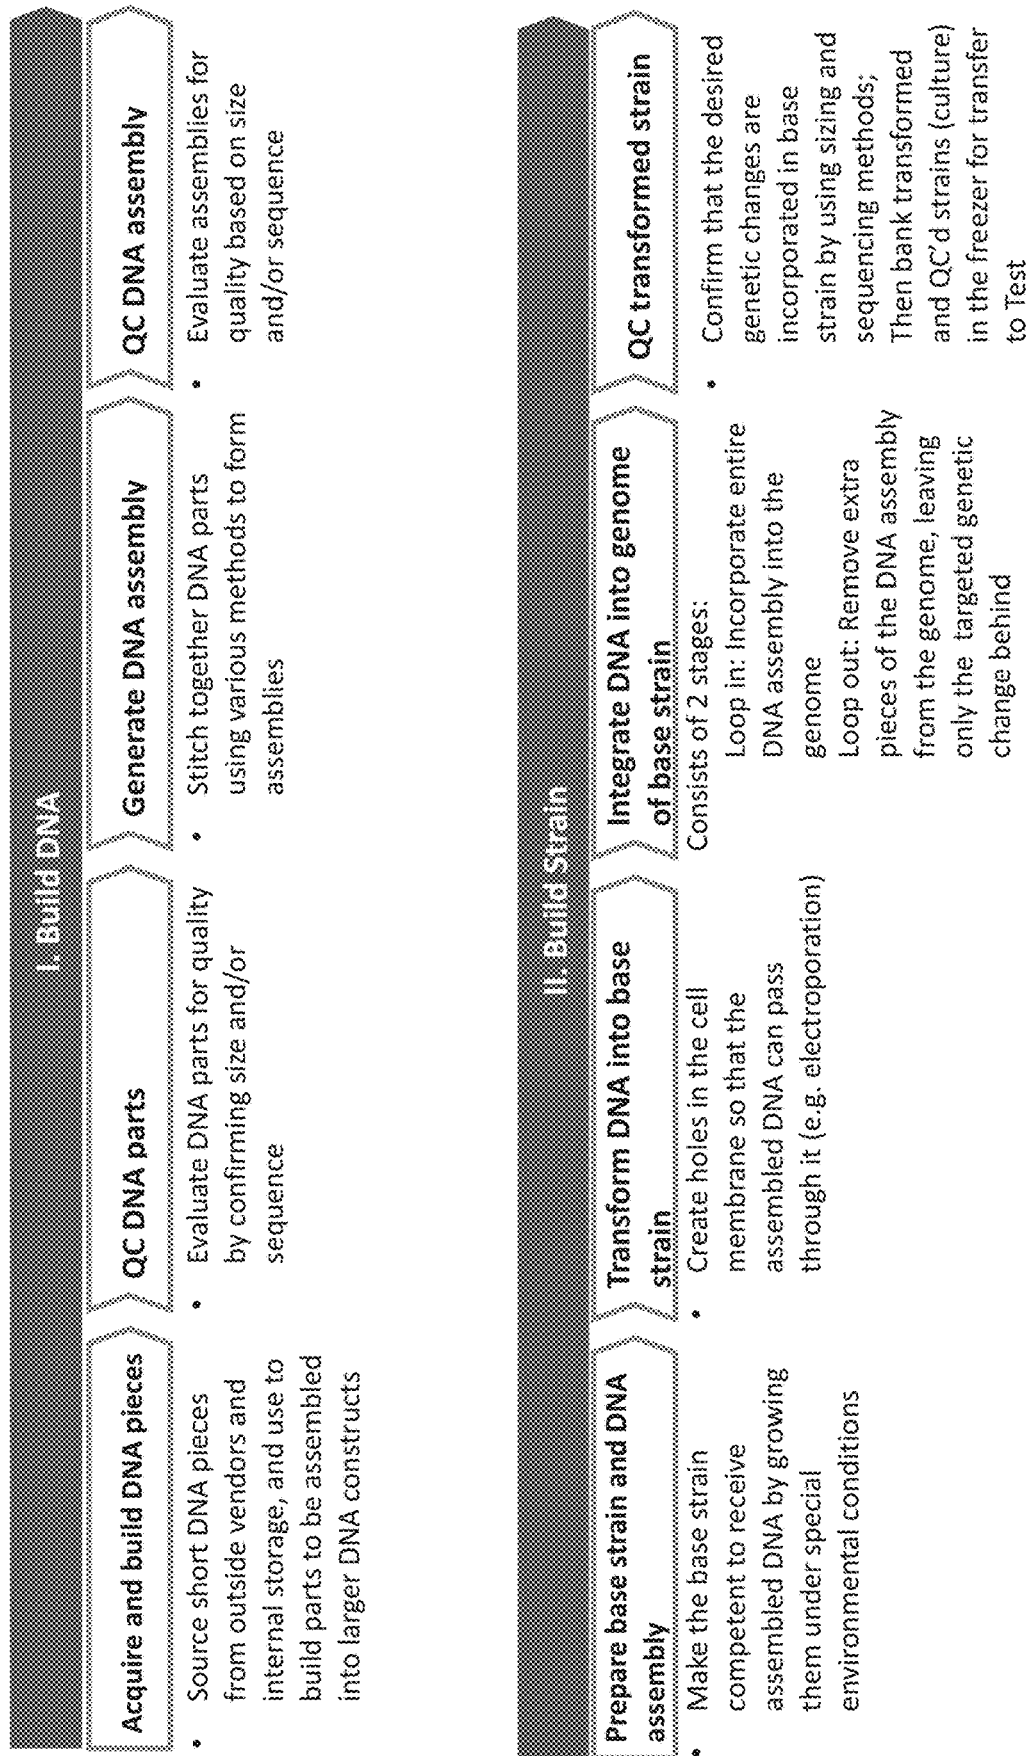 I. Build DNA
Acquire and build DNA pieces
• Source short DNA pieces
from outside vendors and
internal storage, and use to
build parts to be assembled
into larger DNA constructs
QC DNA parts
• Evaluate DNA parts for quality
by confirming size and/or
sequence
Generate DNA assembly
• Stitch together DNA parts
using various methods to form
assemblies
QC DNA assembly
• Evaluate assemblies for
quality based on size
and/or sequence
II. Build Strain
Prepare base strain and DNA
assembly
• Make the base strain
competent to receive
assembled DNA by growing
them under special
environmental conditions
Transform DNA into base
strain
• Create holes in the cell
membrane so that the
assembled DNA can pass
through it (e.g. electroporation)
Integrate DNA into genome
of base strain
Consists of 2 stages:
Loop in: Incorporate entire
DNA assembly into the
genome
Loop out: Remove extra
pieces of the DNA assembly
from the genome, leaving
only the targeted genetic
change behind
QC transformed strain
• Confirm that the desired
genetic changes are
incorporated in base
strain by using sizing and
sequencing methods;
Then bank transformed
and QC'd strains (culture)
in the freezer for transfer
to Test